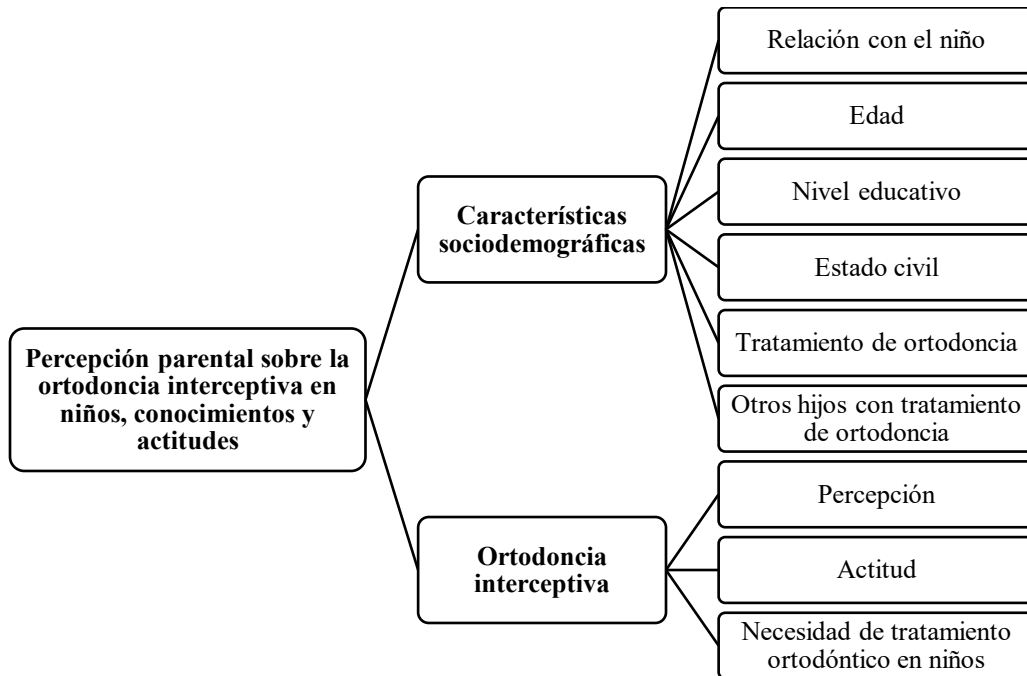 Percepción parental sobre la
ortodoncia interceptiva en
niños, conocimientos y
actitudes
Características
sociodemográficas
Relación con el niño
Edad
Nivel educativo
Estado civil
Tratamiento de ortodoncia
Otros hijos con tratamiento
de ortodoncia
Ortodoncia
interceptiva
Percepción
Actitud
Necesidad de tratamiento
ortodóntico en niños